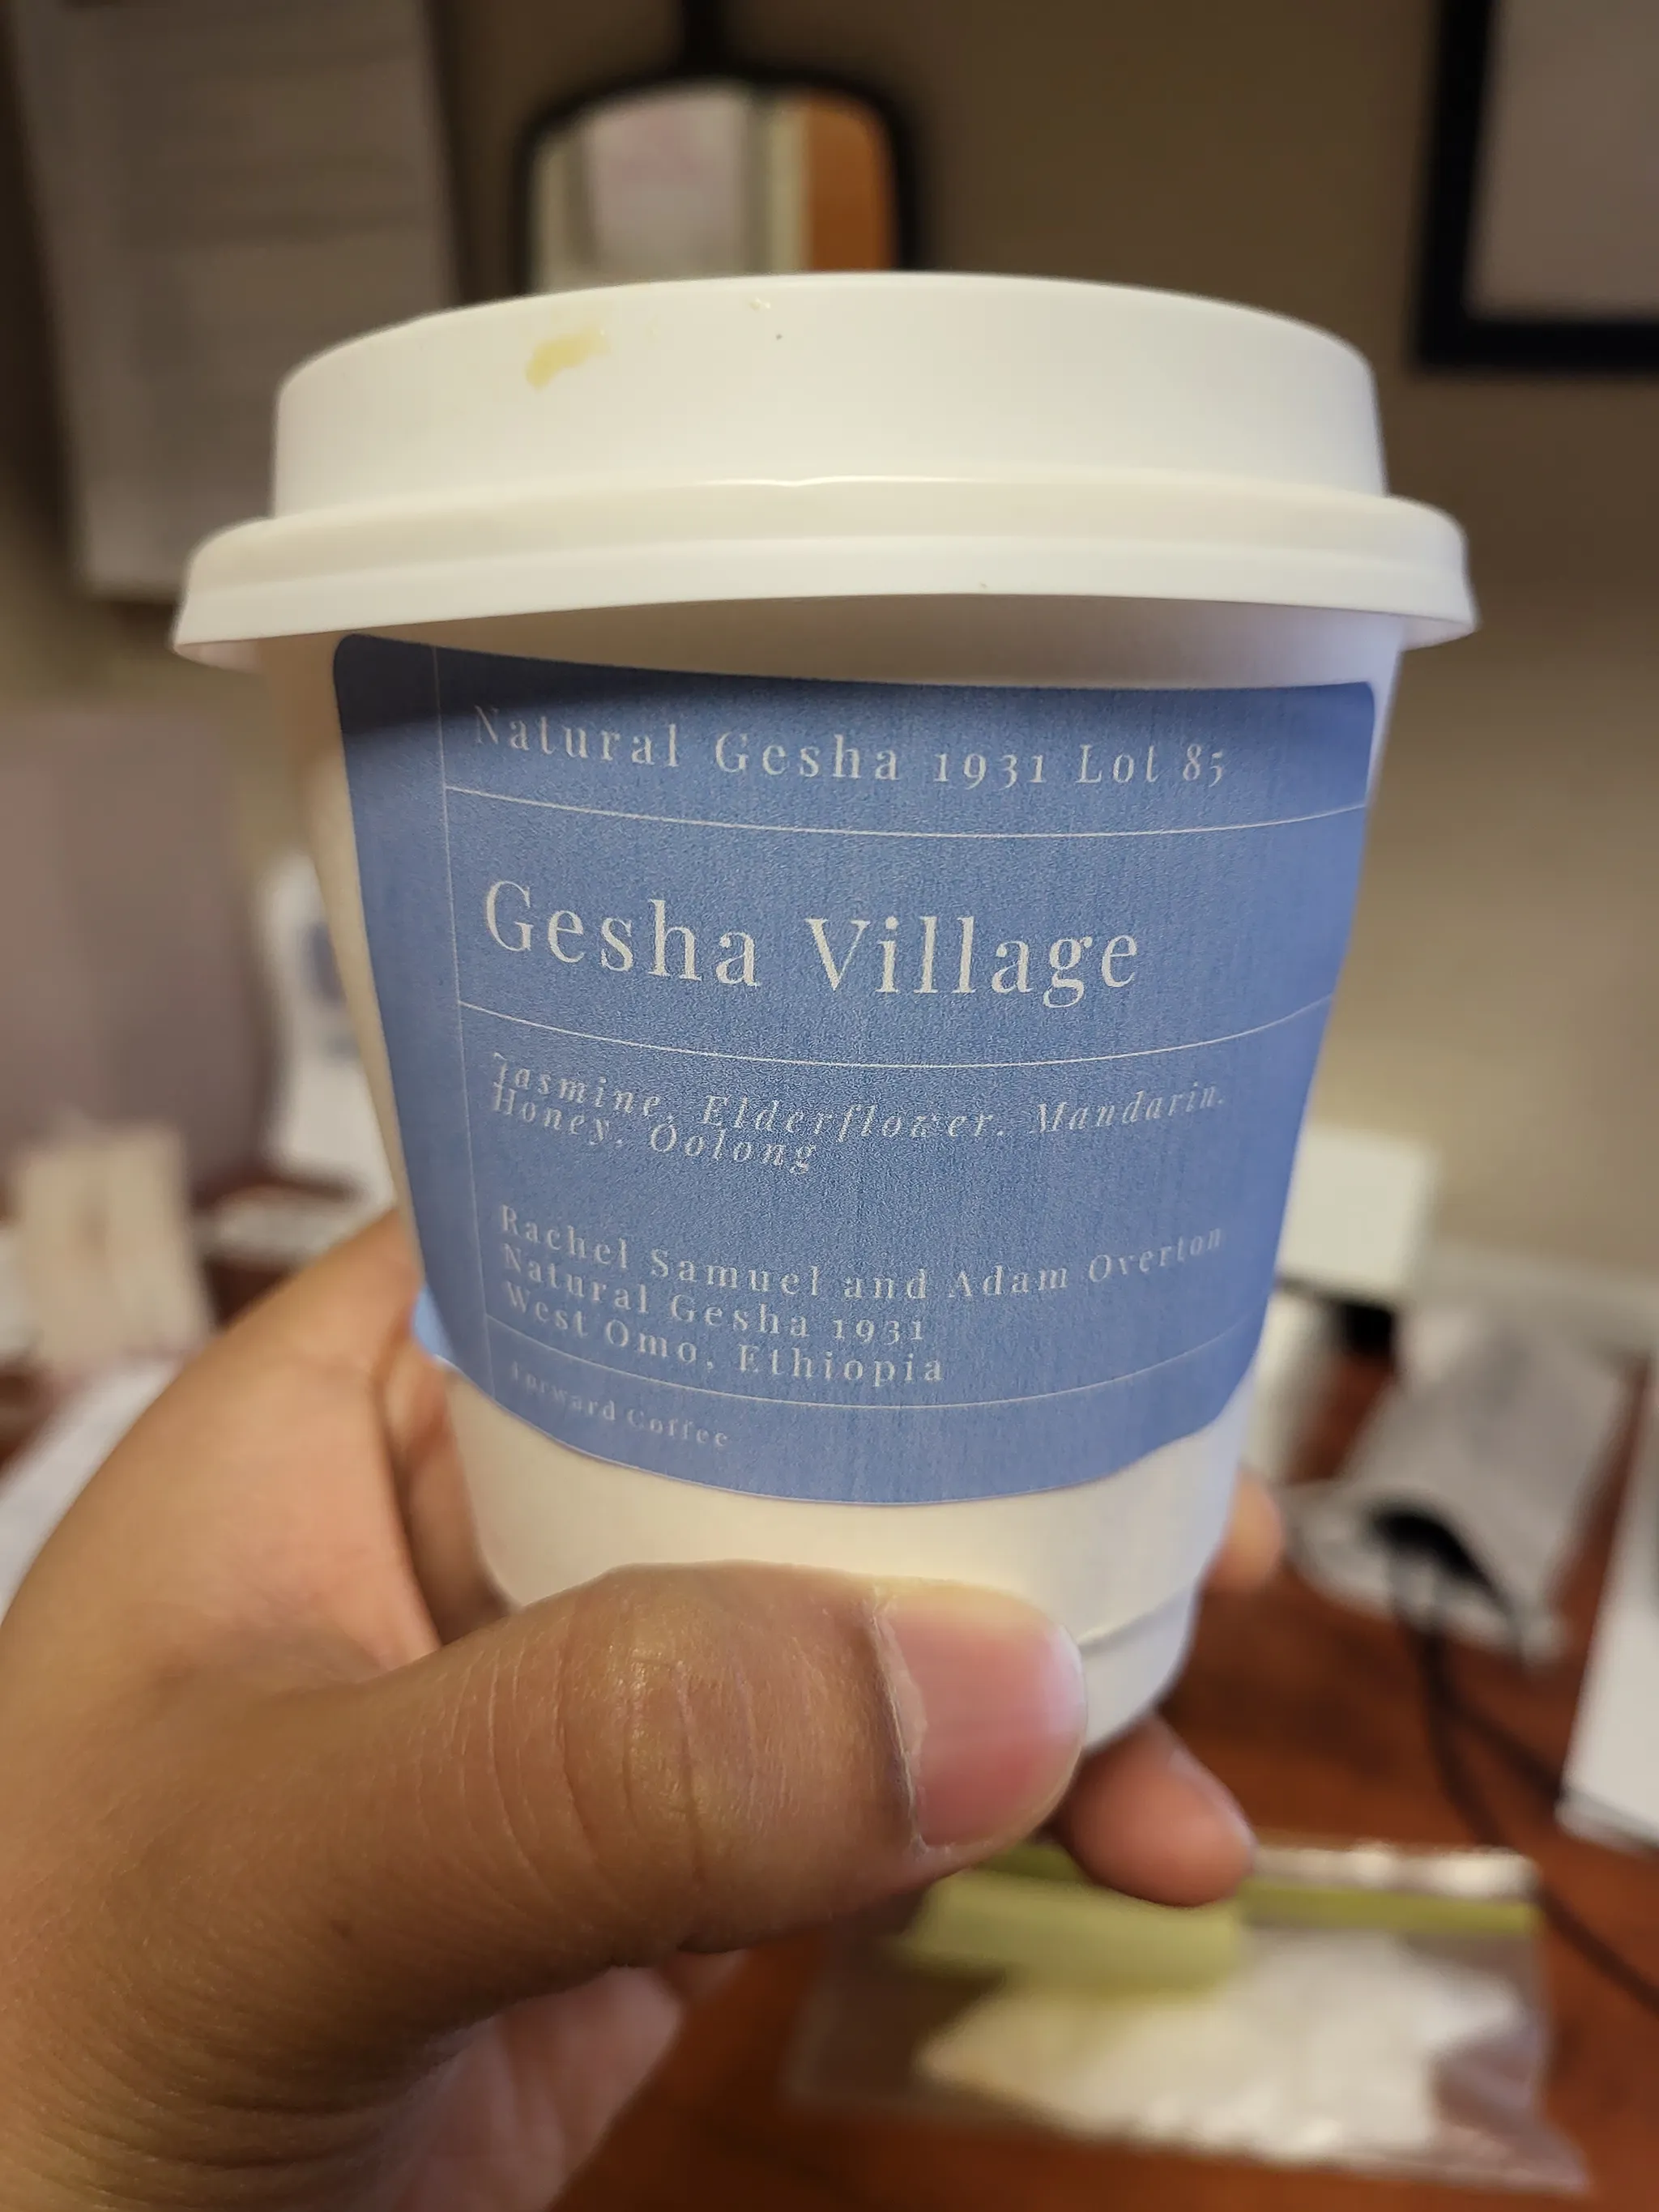 Natural Gesha 1931 Lot 85
Gesha Village
Jasmine, Elderflower, Mandarin,
Honey, Oolong
Rachel Samuel and Adam Overton
Natural Gesha 1931
West Omo, Ethiopia
Forward Coffee